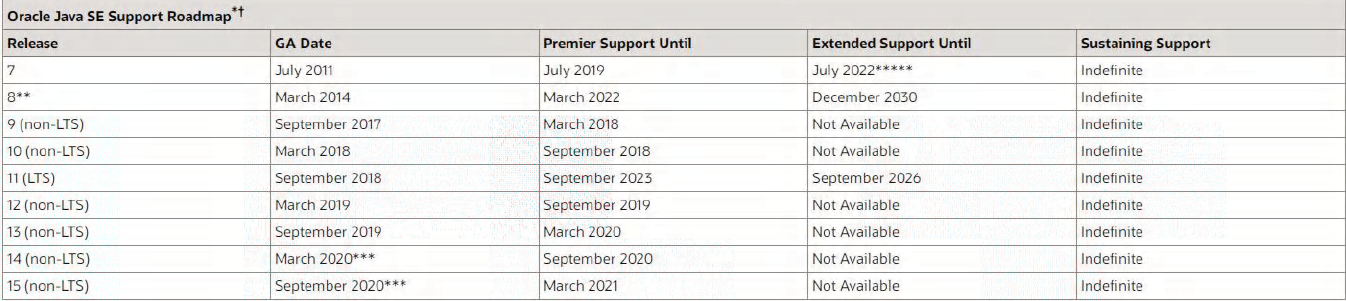 Oracle Java SE Support Roadmap*†
Release GA Date Premier Support Until Extended Support Until Sustaining Support
7 July 2011 July 2019 July 2022***** Indefinite
8** March 2014 March 2022 December 2030 Indefinite
9 (non-LTS) September 2017 March 2018 Not Available Indefinite
10 (non-LTS) March 2018 September 2018 Not Available Indefinite
11 (LTS) September 2018 September 2023 September 2026 Indefinite
12 (non-LTS) March 2019 September 2019 Not Available Indefinite
13 (non-LTS) September 2019 March 2020 Not Available Indefinite
14 (non-LTS) March 2020*** September 2020 Not Available Indefinite
15 (non-LTS) September 2020*** March 2021 Not Available Indefinite